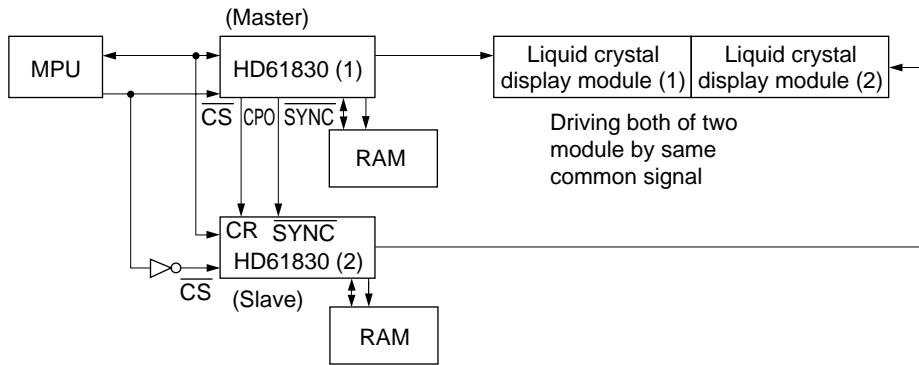 (Master)
MPU
HD61830 (1)
Liquid crystal
display module (1)
Liquid crystal
display module (2)
CS CPO SYNC
RAM
Driving both of two
module by same
common signal
CR SYNC
HD61830 (2)
CS
(Slave)
RAM